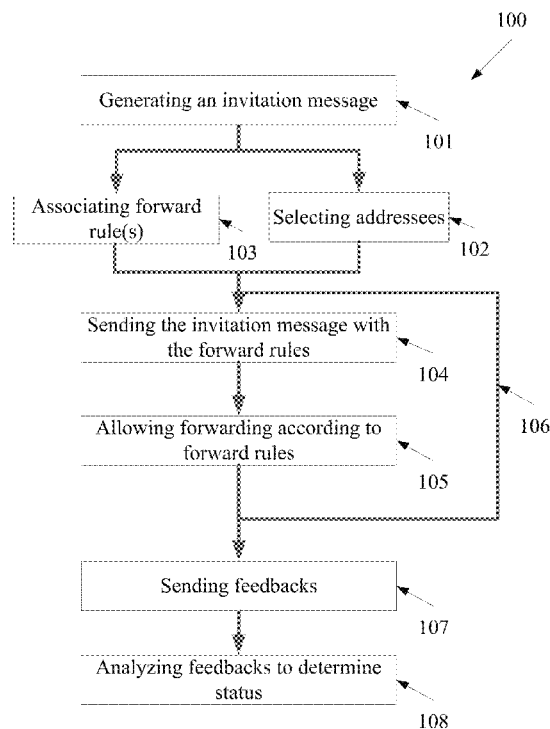 100
Generating an invitation message
101
Associating forward
rule(s)
103
Selecting addressees
102
Sending the invitation message with
the forward rules
104
Allowing forwarding according to
forward rules
105
106
Sending feedbacks
107
Analyzing feedbacks to determine
status
108